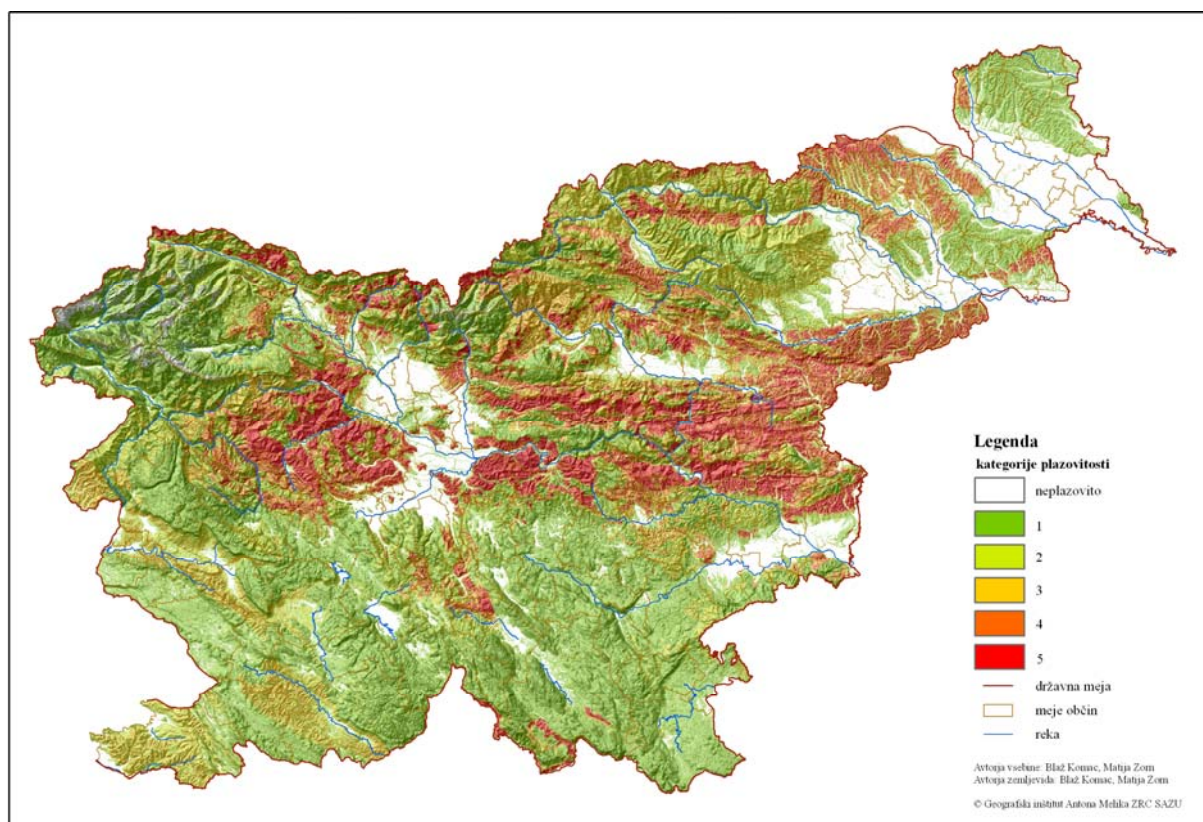 Legenda
kategorije plazovitosti
neplazovito
1
2
3
4
5
državna meja
meje občin
reka
Avtorja vsebine: Blaž Komac, Matija Zorn
Avtorja zemljevida: Blaž Komac, Matija Zorn
© Geografski inštitut Antona Melika ZRC SAZU